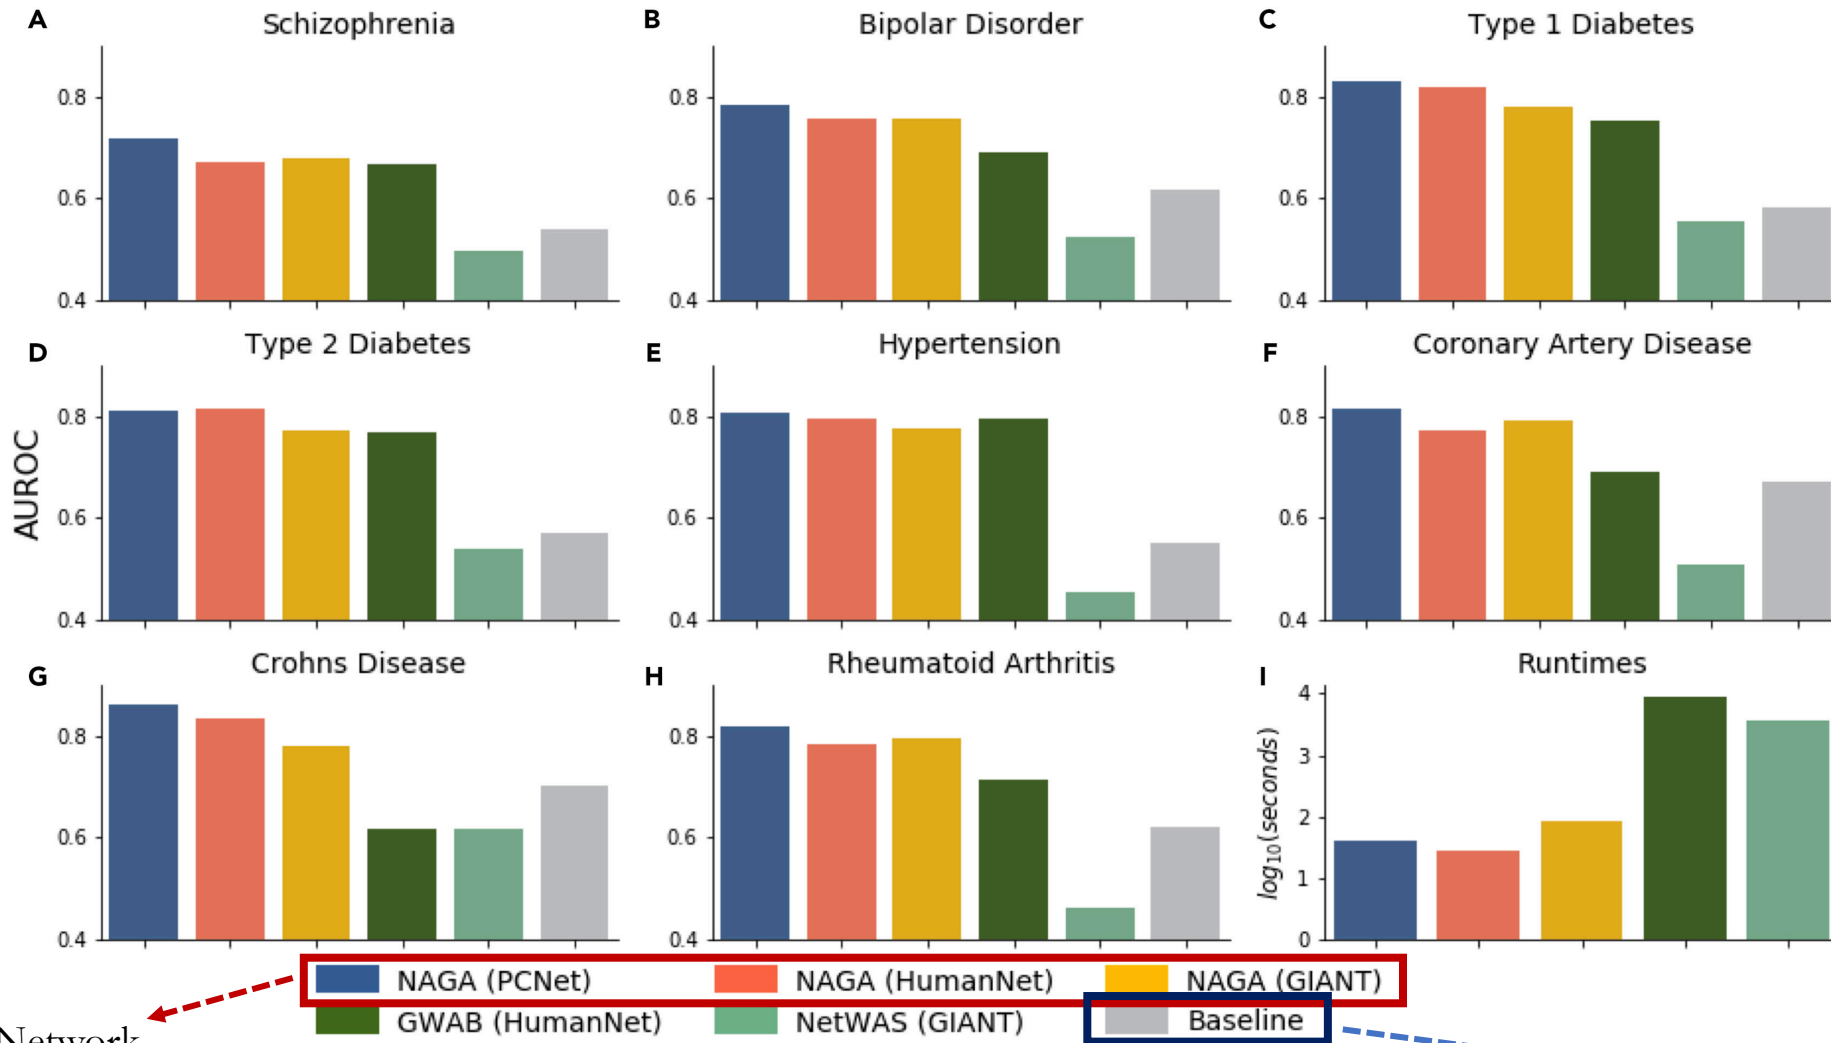 A Schizophrenia
B Bipolar Disorder
C Type 1 Diabetes
0.8
0.6
0.4
0.8
0.6
0.4
0.8
0.6
0.4
D Type 2 Diabetes
E Hypertension
F Coronary Artery Disease
AUROC
0.8
0.6
0.4
0.8
0.6
0.4
0.8
0.6
0.4
G Crohns Disease
H Rheumatoid Arthritis
I Runtimes
0.8
0.6
0.4
0.8
0.6
0.4
log10(seconds)
4
3
2
1
0
NAGA (PCNet)
NAGA (HumanNet)
NAGA (GIANT)
GWAB (HumanNet)
NetWAS (GIANT)
Baseline
Network